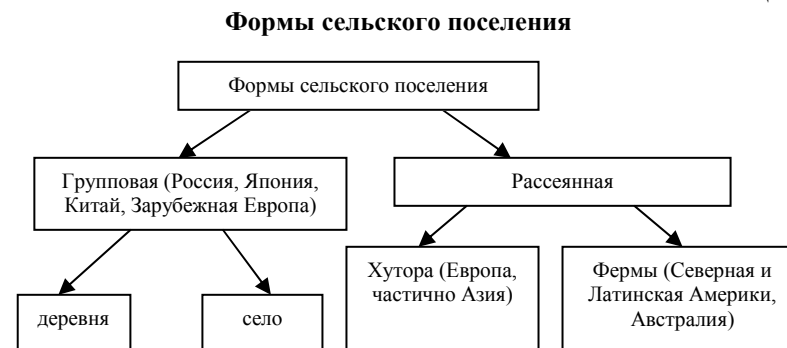 Формы сельского поселения
Формы сельского поселения
Групповая (Россия, Япония,
Китай, Зарубежная Европа)
Рассеянная
деревня
село
Хутора (Европа,
частично Азия)
Фермы (Северная и
Латинская Америки,
Австралия)